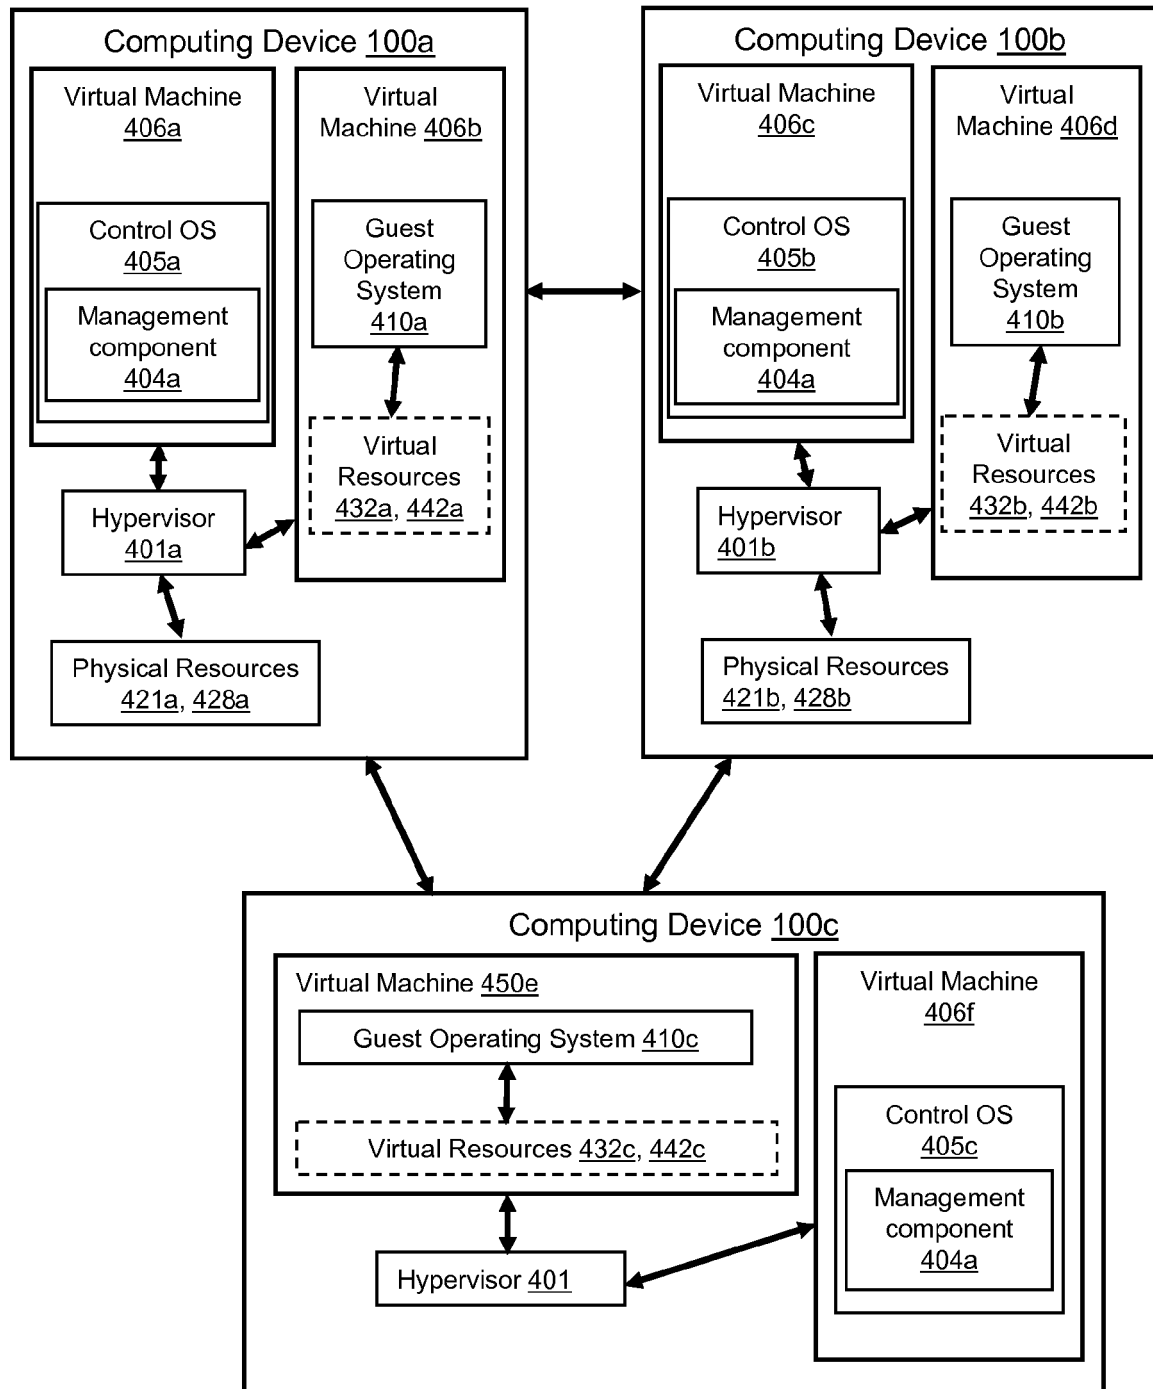 Computing Device 100a
Virtual Machine
406a
Control OS
405a
Management
component
404a
Virtual
Machine 406b
Guest
Operating
System
410a
Virtual
Resources
432a, 442a
Hypervisor
401a
Physical Resources
421a, 428a
Computing Device 100b
Virtual Machine
406c
Control OS
405b
Management
component
404a
Virtual
Machine 406d
Guest
Operating
System
410b
Virtual
Resources
432b, 442b
Hypervisor
401b
Physical Resources
421b, 428b
Computing Device 100c
Virtual Machine 450e
Guest Operating System 410c
Virtual Resources 432c, 442c
Hypervisor 401
Virtual Machine
406f
Control OS
405c
Management
component
404a